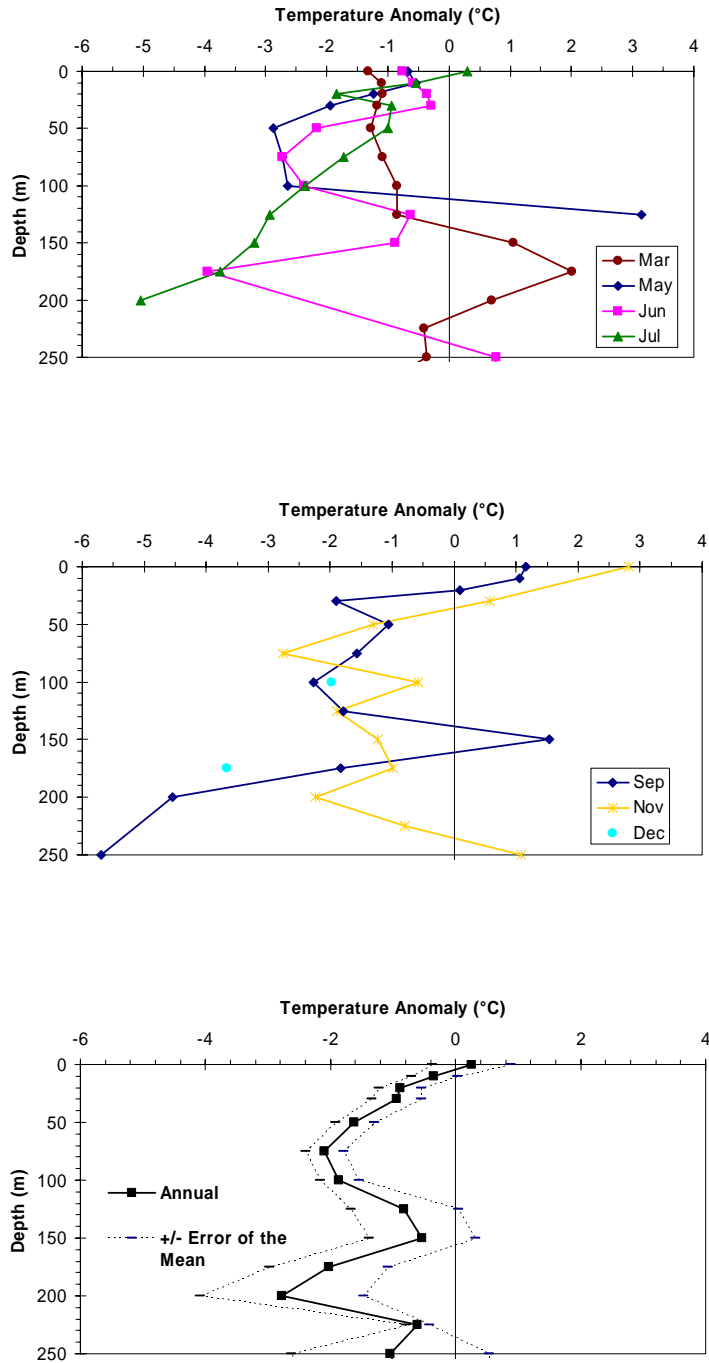 Temperature Anomaly (°C)
-6 -5 -4 -3 -2 -1 0 1 2 3 4
0
50
100
150
200
250
Depth (m)
Mar
May
Jun
Jul
Temperature Anomaly (°C)
-6 -5 -4 -3 -2 -1 0 1 2 3 4
0
50
100
150
200
250
Depth (m)
Sep
Nov
Dec
Temperature Anomaly (°C)
-6 -4 -2 0 2 4
0
50
100
150
200
250
Depth (m)
Annual
+/- Error of the
Mean